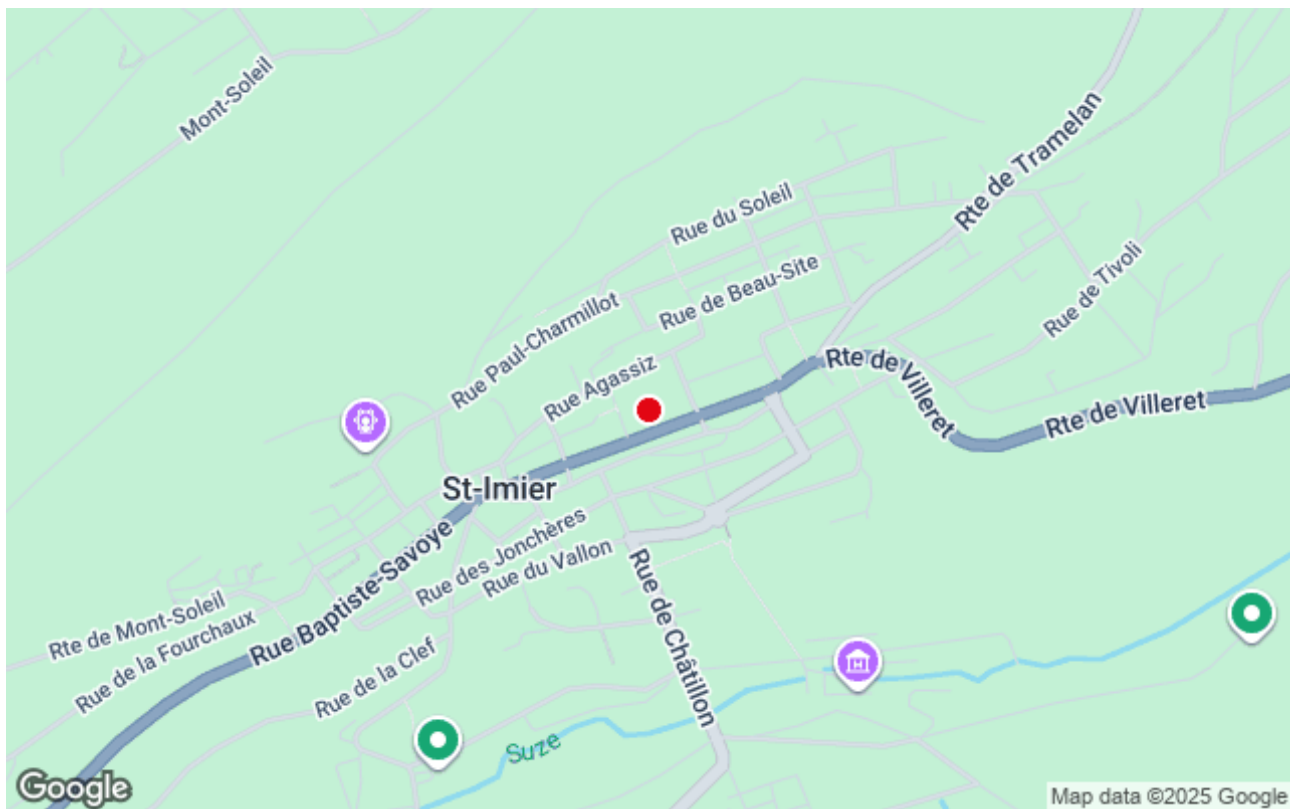 Mont-Soleil
Rte de Tramelan
Rue du Soleil
Rue de Tivoli
Rue de Beau-Site
Rue Paul-Charmillot
Rue Agassiz
Rte de Villeret
Rte de Villeret
St-Imier
Rue des Jonchères
Rue du Vallon
Rue Baptiste-Savoye
Rte de Mont-Soleil
Rue de la Fourchaux
Rue de la Clef
Rue de Châtillon
Suze
H
Google
Map data ©2025 Google